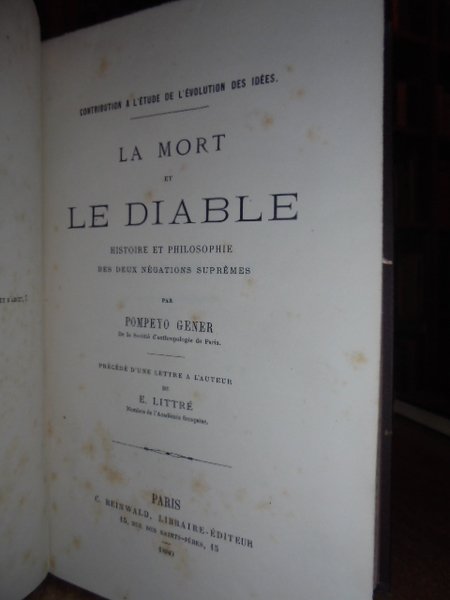 CONTRIBUTION A L'ÉTUDE DE L'ÉVOLUTION DES IDÉES.
LA MORT
ET
LE DIABLE
HISTOIRE ET PHILOSOPHIE
DES DEUX NÉGATIONS SUPRÊMES
PAR
POMPEYO GENER
De la Société d'anthropologie de Paris.
PRÉCÉDÉ D'UNE LETTRE A L'AUTEUR
DE
E. LITTRÉ
Membre de l'Académie française.
PARIS
C. REINWALD, LIBRAIRE-ÉDITEUR
15, RUE DES SAINTS-PÈRES, 15
1880